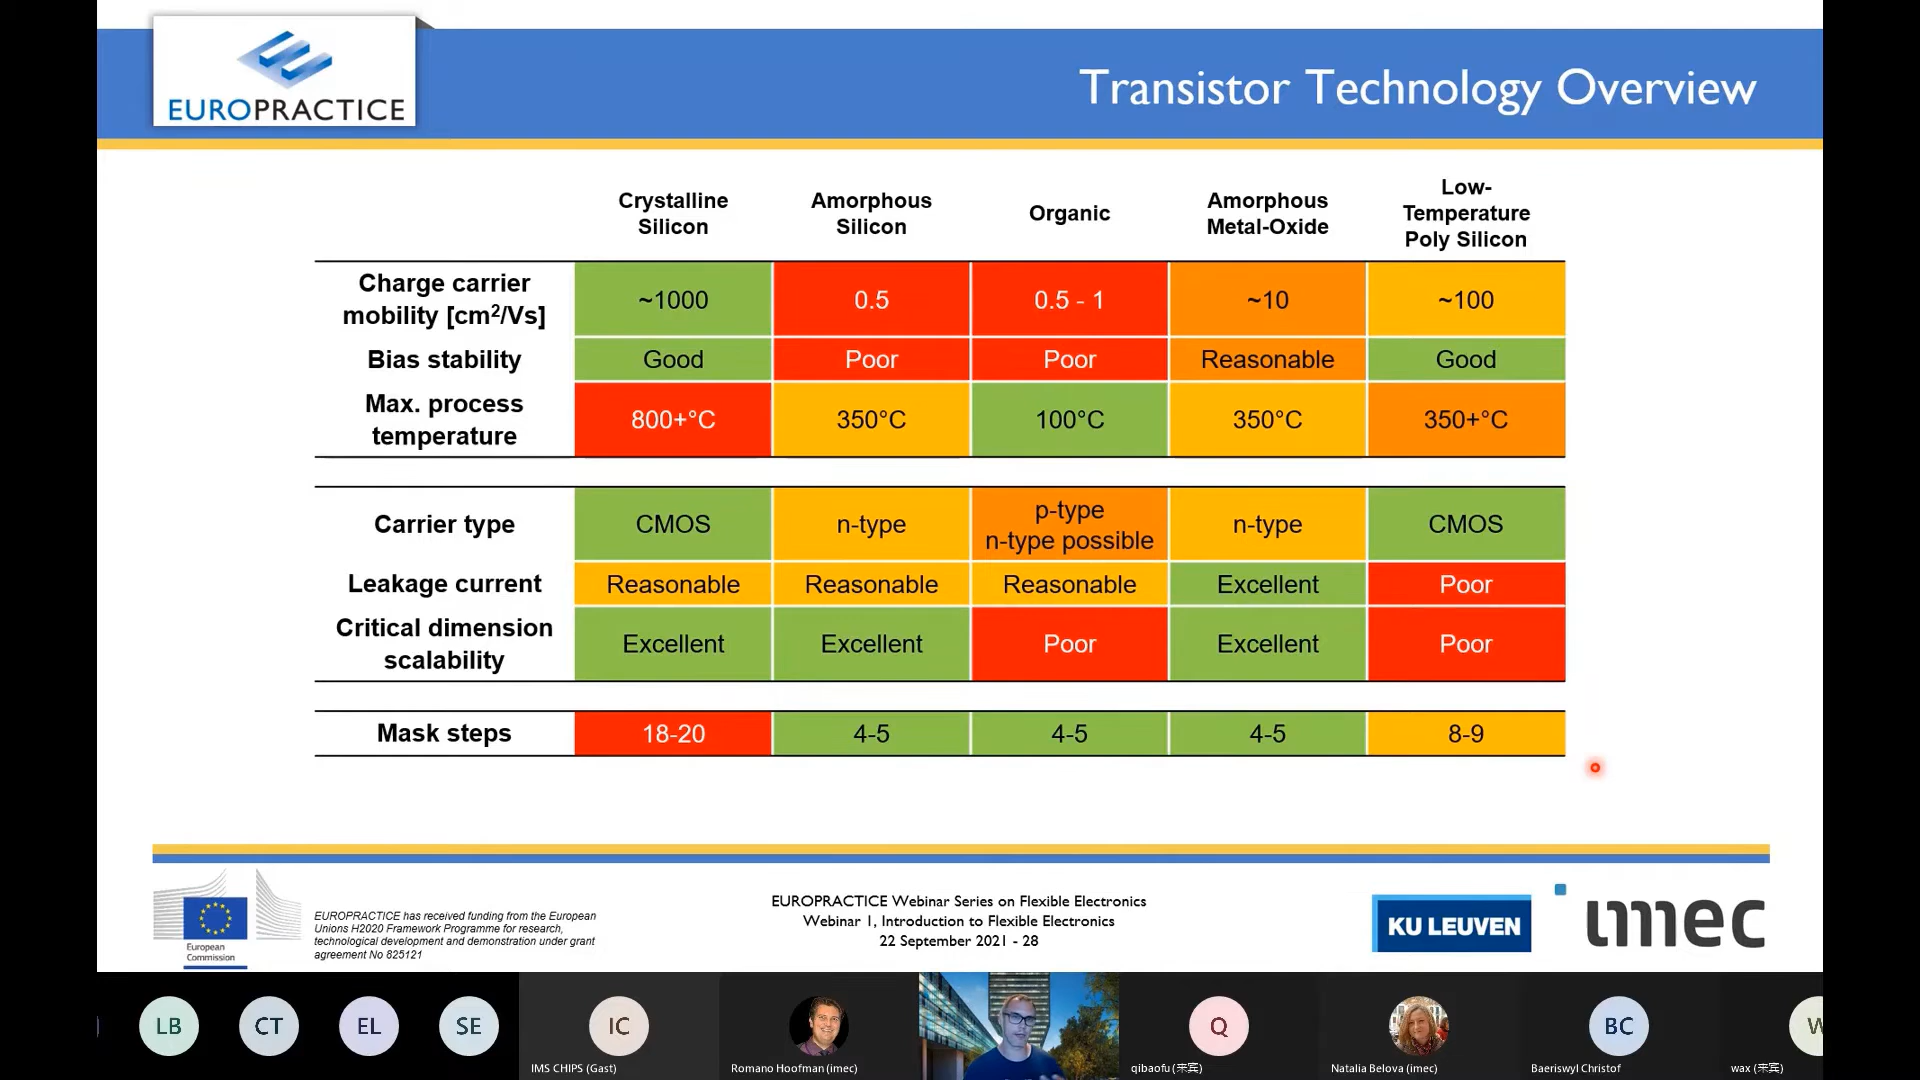 EUROPRACTICE
Transistor Technology Overview
Crystalline
Silicon
Amorphous
Silicon
Organic
Amorphous
Metal-Oxide
Low-
Temperature
Poly Silicon
Charge carrier
mobility [cm²/Vs]
~1000
0.5
0.5 - 1
~10
~100
Bias stability
Good
Poor
Poor
Reasonable
Good
Max. process
temperature
800+°C
350°C
100°C
350°C
350+°C
Carrier type
CMOS
n-type
p-type
n-type possible
n-type
CMOS
Leakage current
Reasonable
Reasonable
Reasonable
Excellent
Poor
Critical dimension
scalability
Excellent
Excellent
Poor
Excellent
Poor
Mask steps
18-20
4-5
4-5
4-5
8-9
European
Commission
EUROPRACTICE has received funding from the European
Unions H2020 Framework Programme for research,
technological development and demonstration under grant
agreement No 825121
EUROPRACTICE Webinar Series on Flexible Electronics
Webinar 1, Introduction to Flexible Electronics
22 September 2021 - 28
KU LEUVEN
imec
LB
CT
EL
SE
IC
IMS CHIPS (Gast)
Romano Hoofman (imec)
Q
qibaofu (来宾)
Natalia Belova (imec)
BC
Baeriswyl Christof
W
wax (来宾)